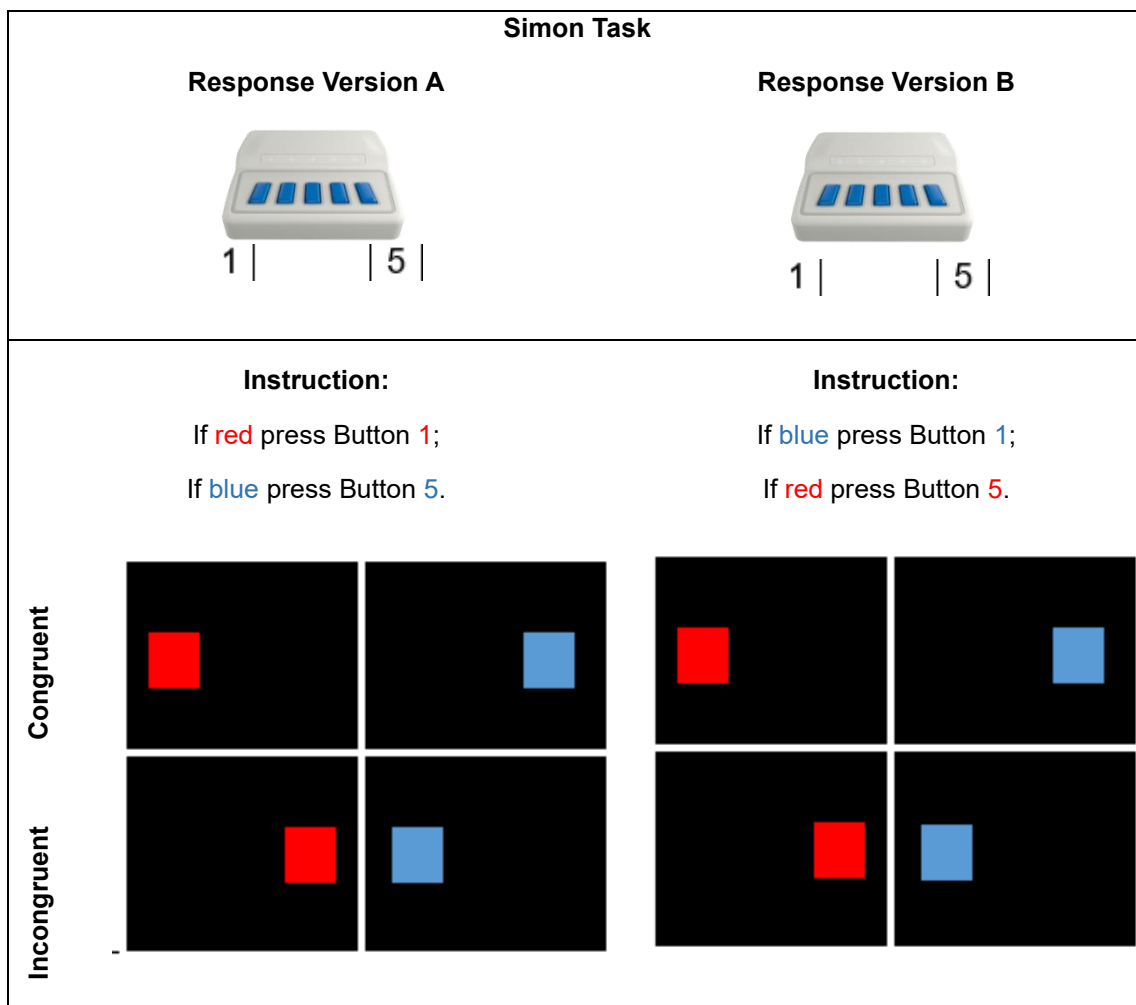 Simon Task
Response Version A
Response Version B
1 | | 5 |
1 | | 5 |
Instruction:
If red press Button 1;
If blue press Button 5.
Instruction:
If blue press Button 1;
If red press Button 5.
Congruent
Incongruent
-